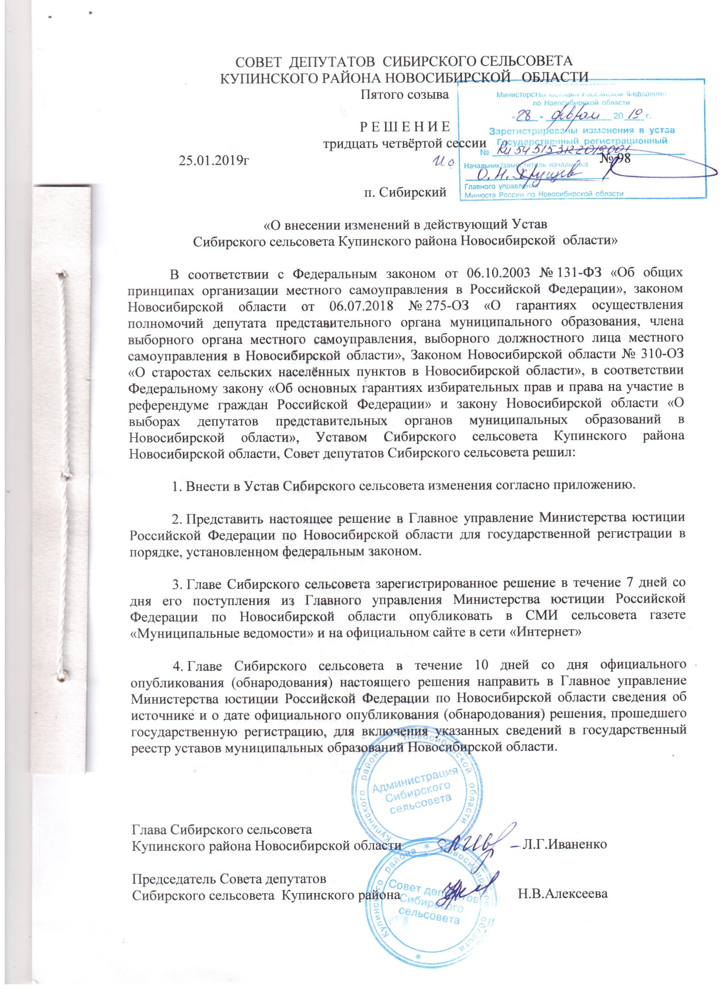 СОВЕТ ДЕПУТАТОВ СИБИРСКОГО СЕЛЬСОВЕТА
КУПИНСКОГО РАЙОНА НОВОСИБИРСКОЙ ОБЛАСТИ
Пятого созыва
Министерства юстиции Российской Федерации
по Новосибирской области
«28» феврал 2019 г.
Р Е Ш Е Н И Е
Зарегистрированы изменения в устав
тридцать четвёртой сессии
Государственный регистрационный
№ Ru
25.01.2019г
№ 98
И.о Начальник/заместитель начальника
О.Н. Хрущев
Главного управления
Минюста России по Новосибирской области
п. Сибирский
«О внесении изменений в действующий Устав
Сибирского сельсовета Купинского района Новосибирской области»
В соответствии с Федеральным законом от 06.10.2003 № 131-ФЗ «Об общих
принципах организации местного самоуправления в Российской Федерации», законом
Новосибирской области от 06.07.2018 № 275-ОЗ «О гарантиях осуществления
полномочий депутата представительного органа муниципального образования, члена
выборного органа местного самоуправления, выборного должностного лица местного
самоуправления в Новосибирской области», Законом Новосибирской области № 310-ОЗ
«О старостах сельских населённых пунктов в Новосибирской области», в соответствии
Федеральному закону «Об основных гарантиях избирательных прав и права на участие в
референдуме граждан Российской Федерации» и закону Новосибирской области «О
выборах депутатов представительных органов муниципальных образований в
Новосибирской области», Уставом Сибирского сельсовета Купинского района
Новосибирской области, Совет депутатов Сибирского сельсовета решил:
1. Внести в Устав Сибирского сельсовета изменения согласно приложению.
2. Представить настоящее решение в Главное управление Министерства юстиции
Российской Федерации по Новосибирской области для государственной регистрации в
порядке, установленном федеральным законом.
3. Главе Сибирского сельсовета зарегистрированное решение в течение 7 дней со
дня его поступления из Главного управления Министерства юстиции Российской
Федерации по Новосибирской области опубликовать в СМИ сельсовета газете
«Муниципальные ведомости» и на официальном сайте в сети «Интернет»
4. Главе Сибирского сельсовета в течение 10 дней со дня официального
опубликования (обнародования) настоящего решения направить в Главное управление
Министерства юстиции Российской Федерации по Новосибирской области сведения об
источнике и о дате официального опубликования (обнародования) решения, прошедшего
государственную регистрацию, для включения указанных сведений в государственный
реестр уставов муниципальных образований Новосибирской области.
Купинского района Новосибирской области
Администрация
Сибирского
сельсовета
Глава Сибирского сельсовета
Купинского района Новосибирской области Л.Г.Иваненко
Купинского района * Новосибирской области *
Председатель Совета депутатов
Сибирского сельсовета Купинского района Н.В.Алексеева
Совет депутатов
Сибирского
сельсовета